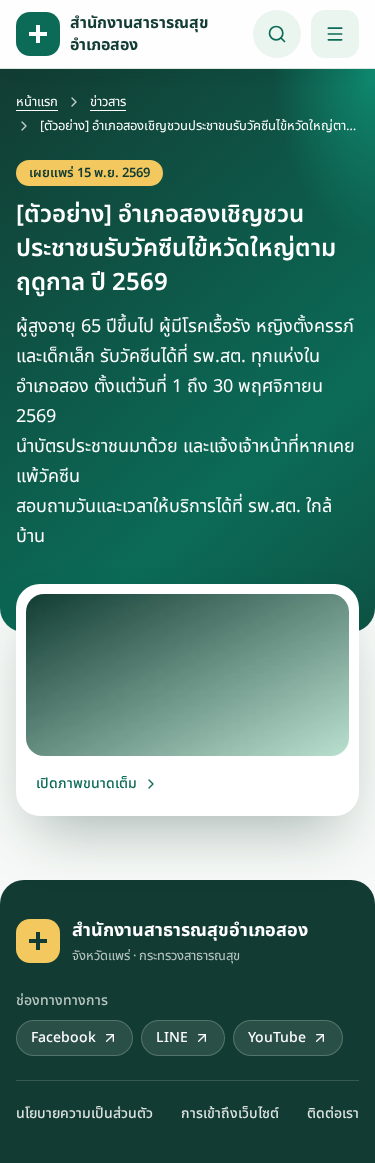 สำนักงานสาธารณสุข
อำเภอสอง
หน้าแรก
ข่าวสาร
[ตัวอย่าง] อำเภอสองเชิญชวนประชาชนรับวัคซีนไข้หวัดใหญ่ตา...
เผยแพร่ 15 พ.ย. 2569
[ตัวอย่าง] อำเภอสองเชิญชวน
ประชาชนรับวัคซีนไข้หวัดใหญ่ตาม
ฤดูกาล ปี 2569
ผู้สูงอายุ 65 ปีขึ้นไป ผู้มีโรคเรื้อรัง หญิงตั้งครรภ์
และเด็กเล็ก รับวัคซีนได้ที่ รพ.สต. ทุกแห่งใน
อำเภอสอง ตั้งแต่วันที่ 1 ถึง 30 พฤศจิกายน
2569
นำบัตรประชาชนมาด้วย และแจ้งเจ้าหน้าที่หากเคย
แพ้วัคซีน
สอบถามวันและเวลาให้บริการได้ที่ รพ.สต. ใกล้
บ้าน
เปิดภาพขนาดเต็ม
สำนักงานสาธารณสุขอำเภอสอง
จังหวัดแพร่ · กระทรวงสาธารณสุข
ช่องทางทางการ
Facebook
LINE
YouTube
นโยบายความเป็นส่วนตัว
การเข้าถึงเว็บไซต์
ติดต่อเรา